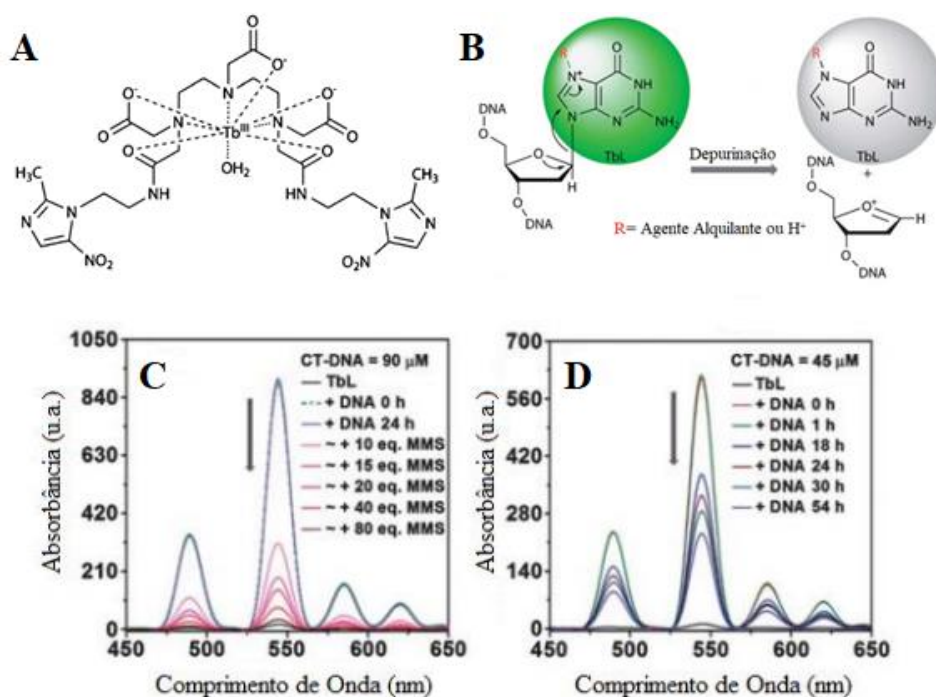 A
O⁻
O
O⁻
O
O⁻
O
N
N
N
Tb^III
O
O
OH₂
NH
HN
CH₃
N
N
NO₂
CH₃
N
N
O₂N
B
R
N⁺
O
NH
N
N
NH₂
DNA
O
O
H
O
DNA
TbL
Depurinação
R
N
O
NH
N
N
NH₂
TbL
+
DNA
O
O⁺
H
O
DNA
R= Agente Alquilante ou H⁺
C
CT-DNA = 90 µM
TbL
+ DNA 0 h
+ DNA 24 h
~ + 10 eq. MMS
~ + 15 eq. MMS
~ + 20 eq. MMS
~ + 40 eq. MMS
~ + 80 eq. MMS
1050
840
630
420
210
0
450 500 550 600 650
Absorbância (u.a.)
Comprimento de Onda (nm)
D
CT-DNA = 45 µM
TbL
+ DNA 0 h
+ DNA 1 h
+ DNA 18 h
+ DNA 24 h
+ DNA 30 h
+ DNA 54 h
700
560
420
280
140
0
450 500 550 600 650
Absorbância (u.a.)
Comprimento de Onda (nm)